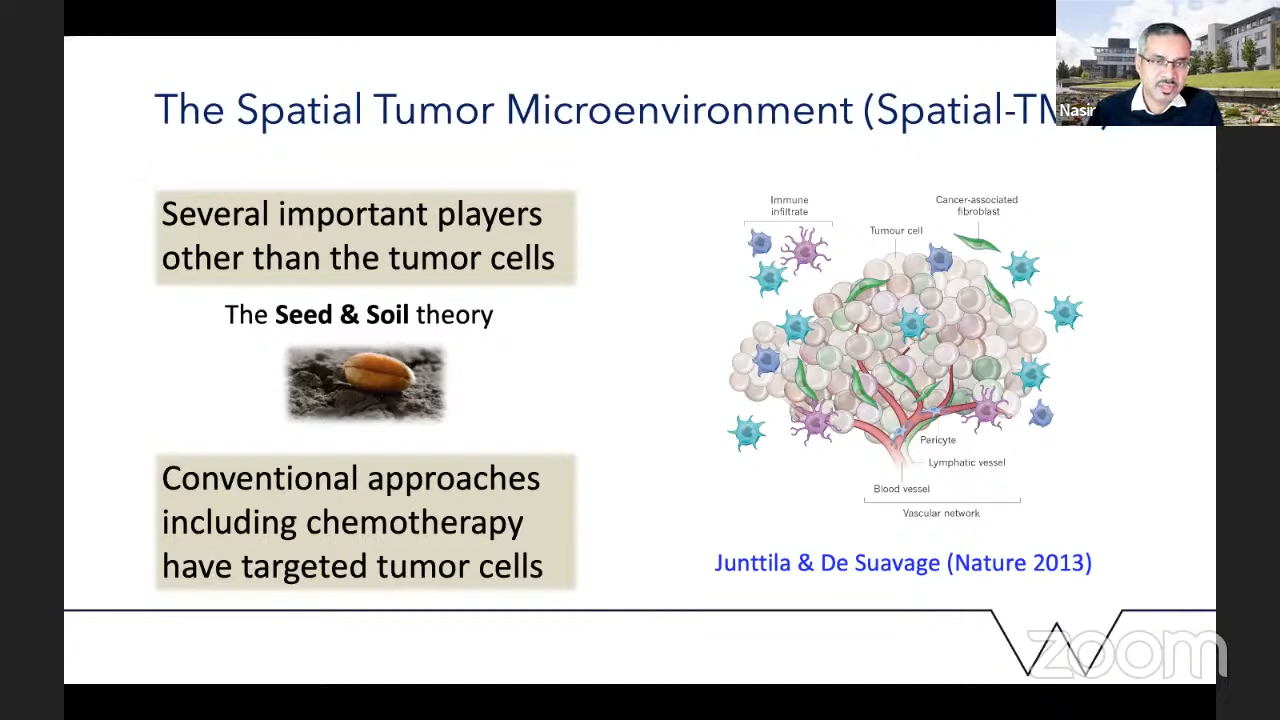 The Spatial Tumor Microenvironment (Spatial-TM
Nasir
Several important players
other than the tumor cells
The Seed & Soil theory
Conventional approaches
including chemotherapy
have targeted tumor cells
Immune
infiltrate
Cancer-associated
fibroblast
Tumour cell
Pericyte
Lymphatic vessel
Blood vessel
Vascular network
Junttila & De Suavage (Nature 2013)
zoom